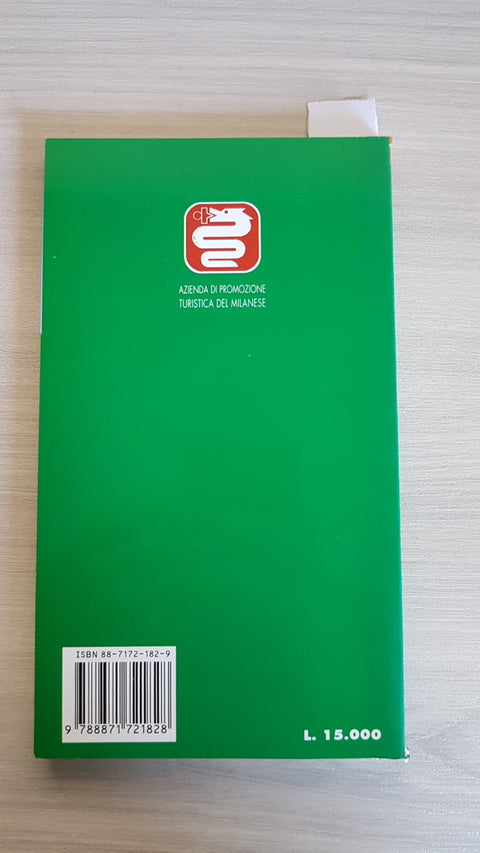 AZIENDA DI PROMOZIONE
TURISTICA DEL MILANESE
ISBN 88-7172-182-9
9 788871 721828
L. 15.000